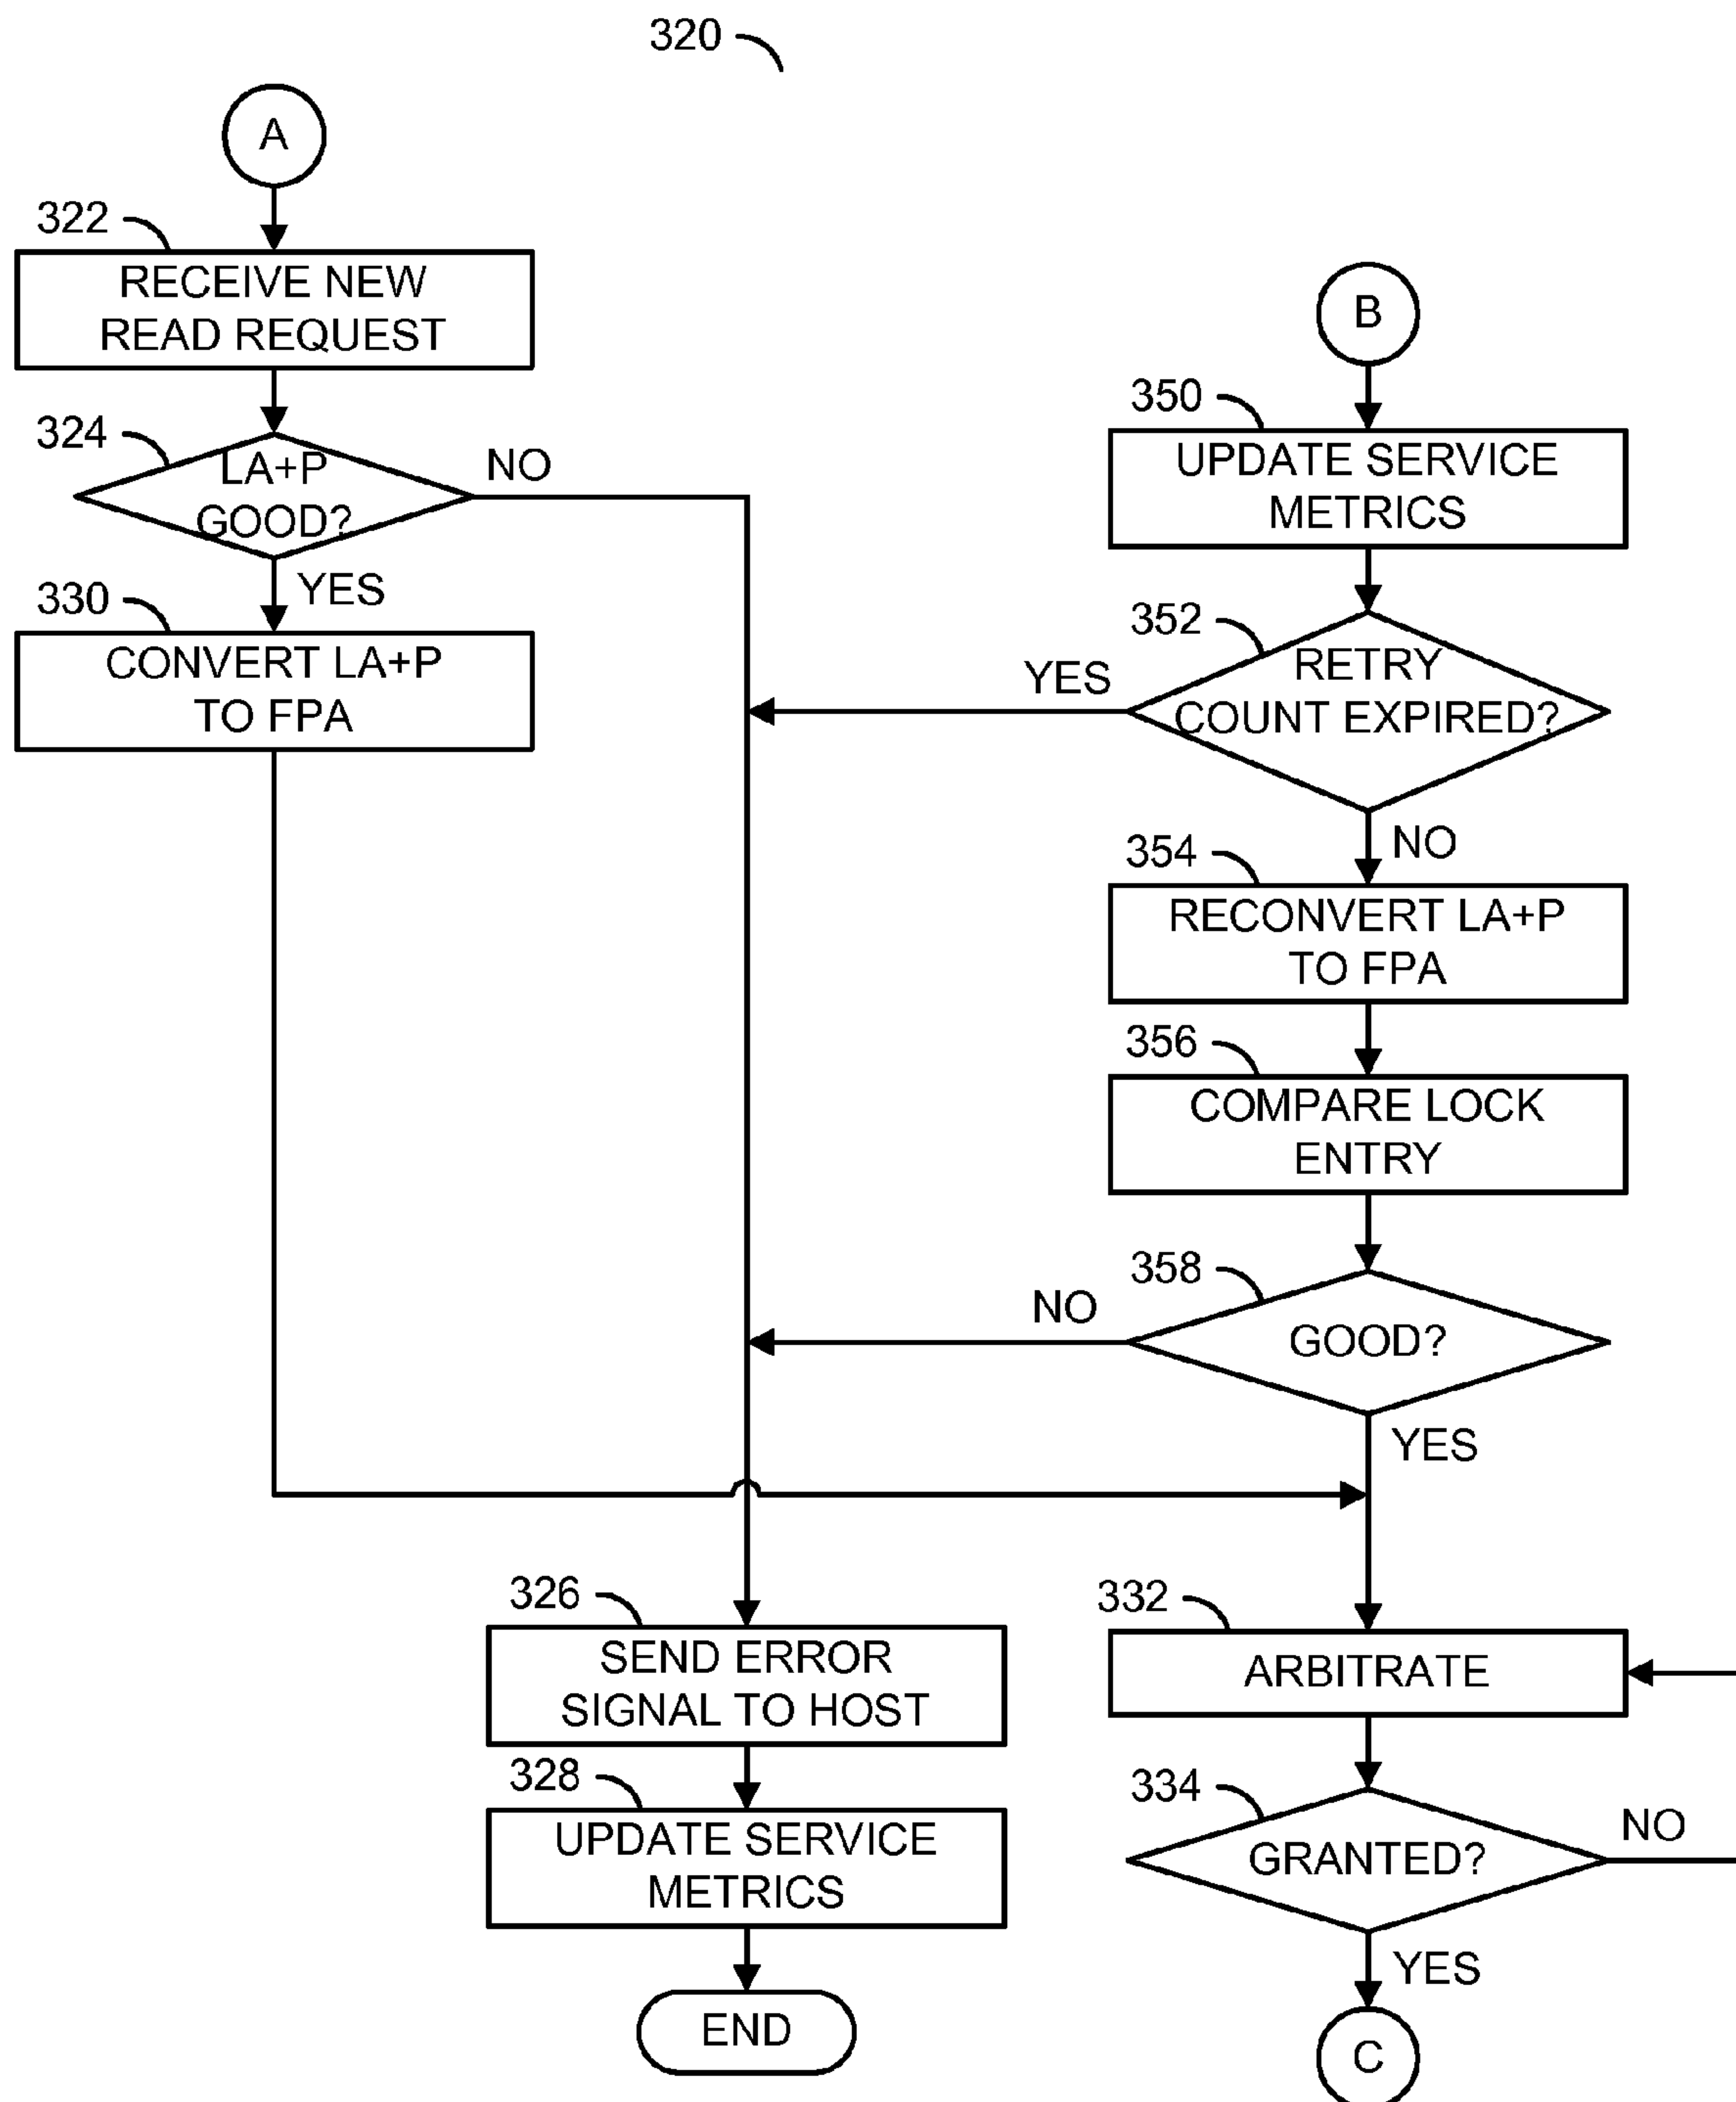 320
A
322
RECEIVE NEW
READ REQUEST
324
LA+P
GOOD?
NO
YES
330
CONVERT LA+P
TO FPA
B
350
UPDATE SERVICE
METRICS
352
RETRY
COUNT EXPIRED?
YES
NO
354
RECONVERT LA+P
TO FPA
356
COMPARE LOCK
ENTRY
358
GOOD?
NO
YES
326
SEND ERROR
SIGNAL TO HOST
328
UPDATE SERVICE
METRICS
END
332
ARBITRATE
334
GRANTED?
NO
YES
C